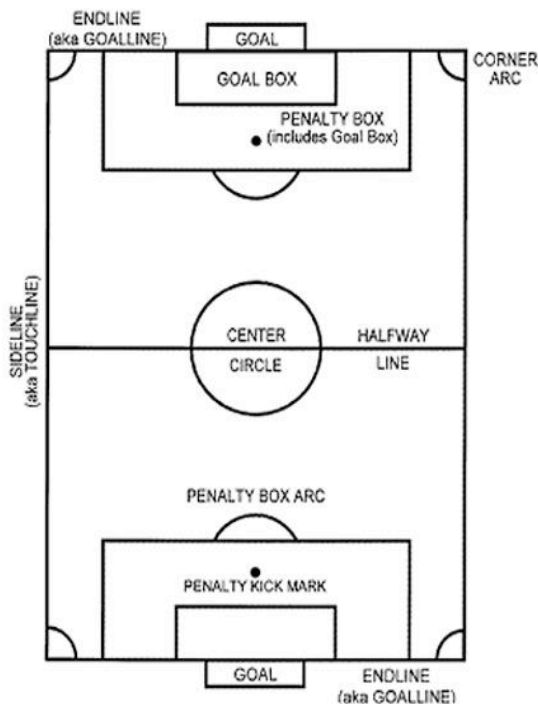 ENDLINE
(aka GOALLINE)
GOAL
CORNER
ARC
GOAL BOX
PENALTY BOX
(includes Goal Box)
SIDELINE
(aka TOUCHLINE)
CENTER
CIRCLE
HALFWAY
LINE
PENALTY BOX ARC
PENALTY KICK MARK
GOAL
ENDLINE
(aka GOALLINE)